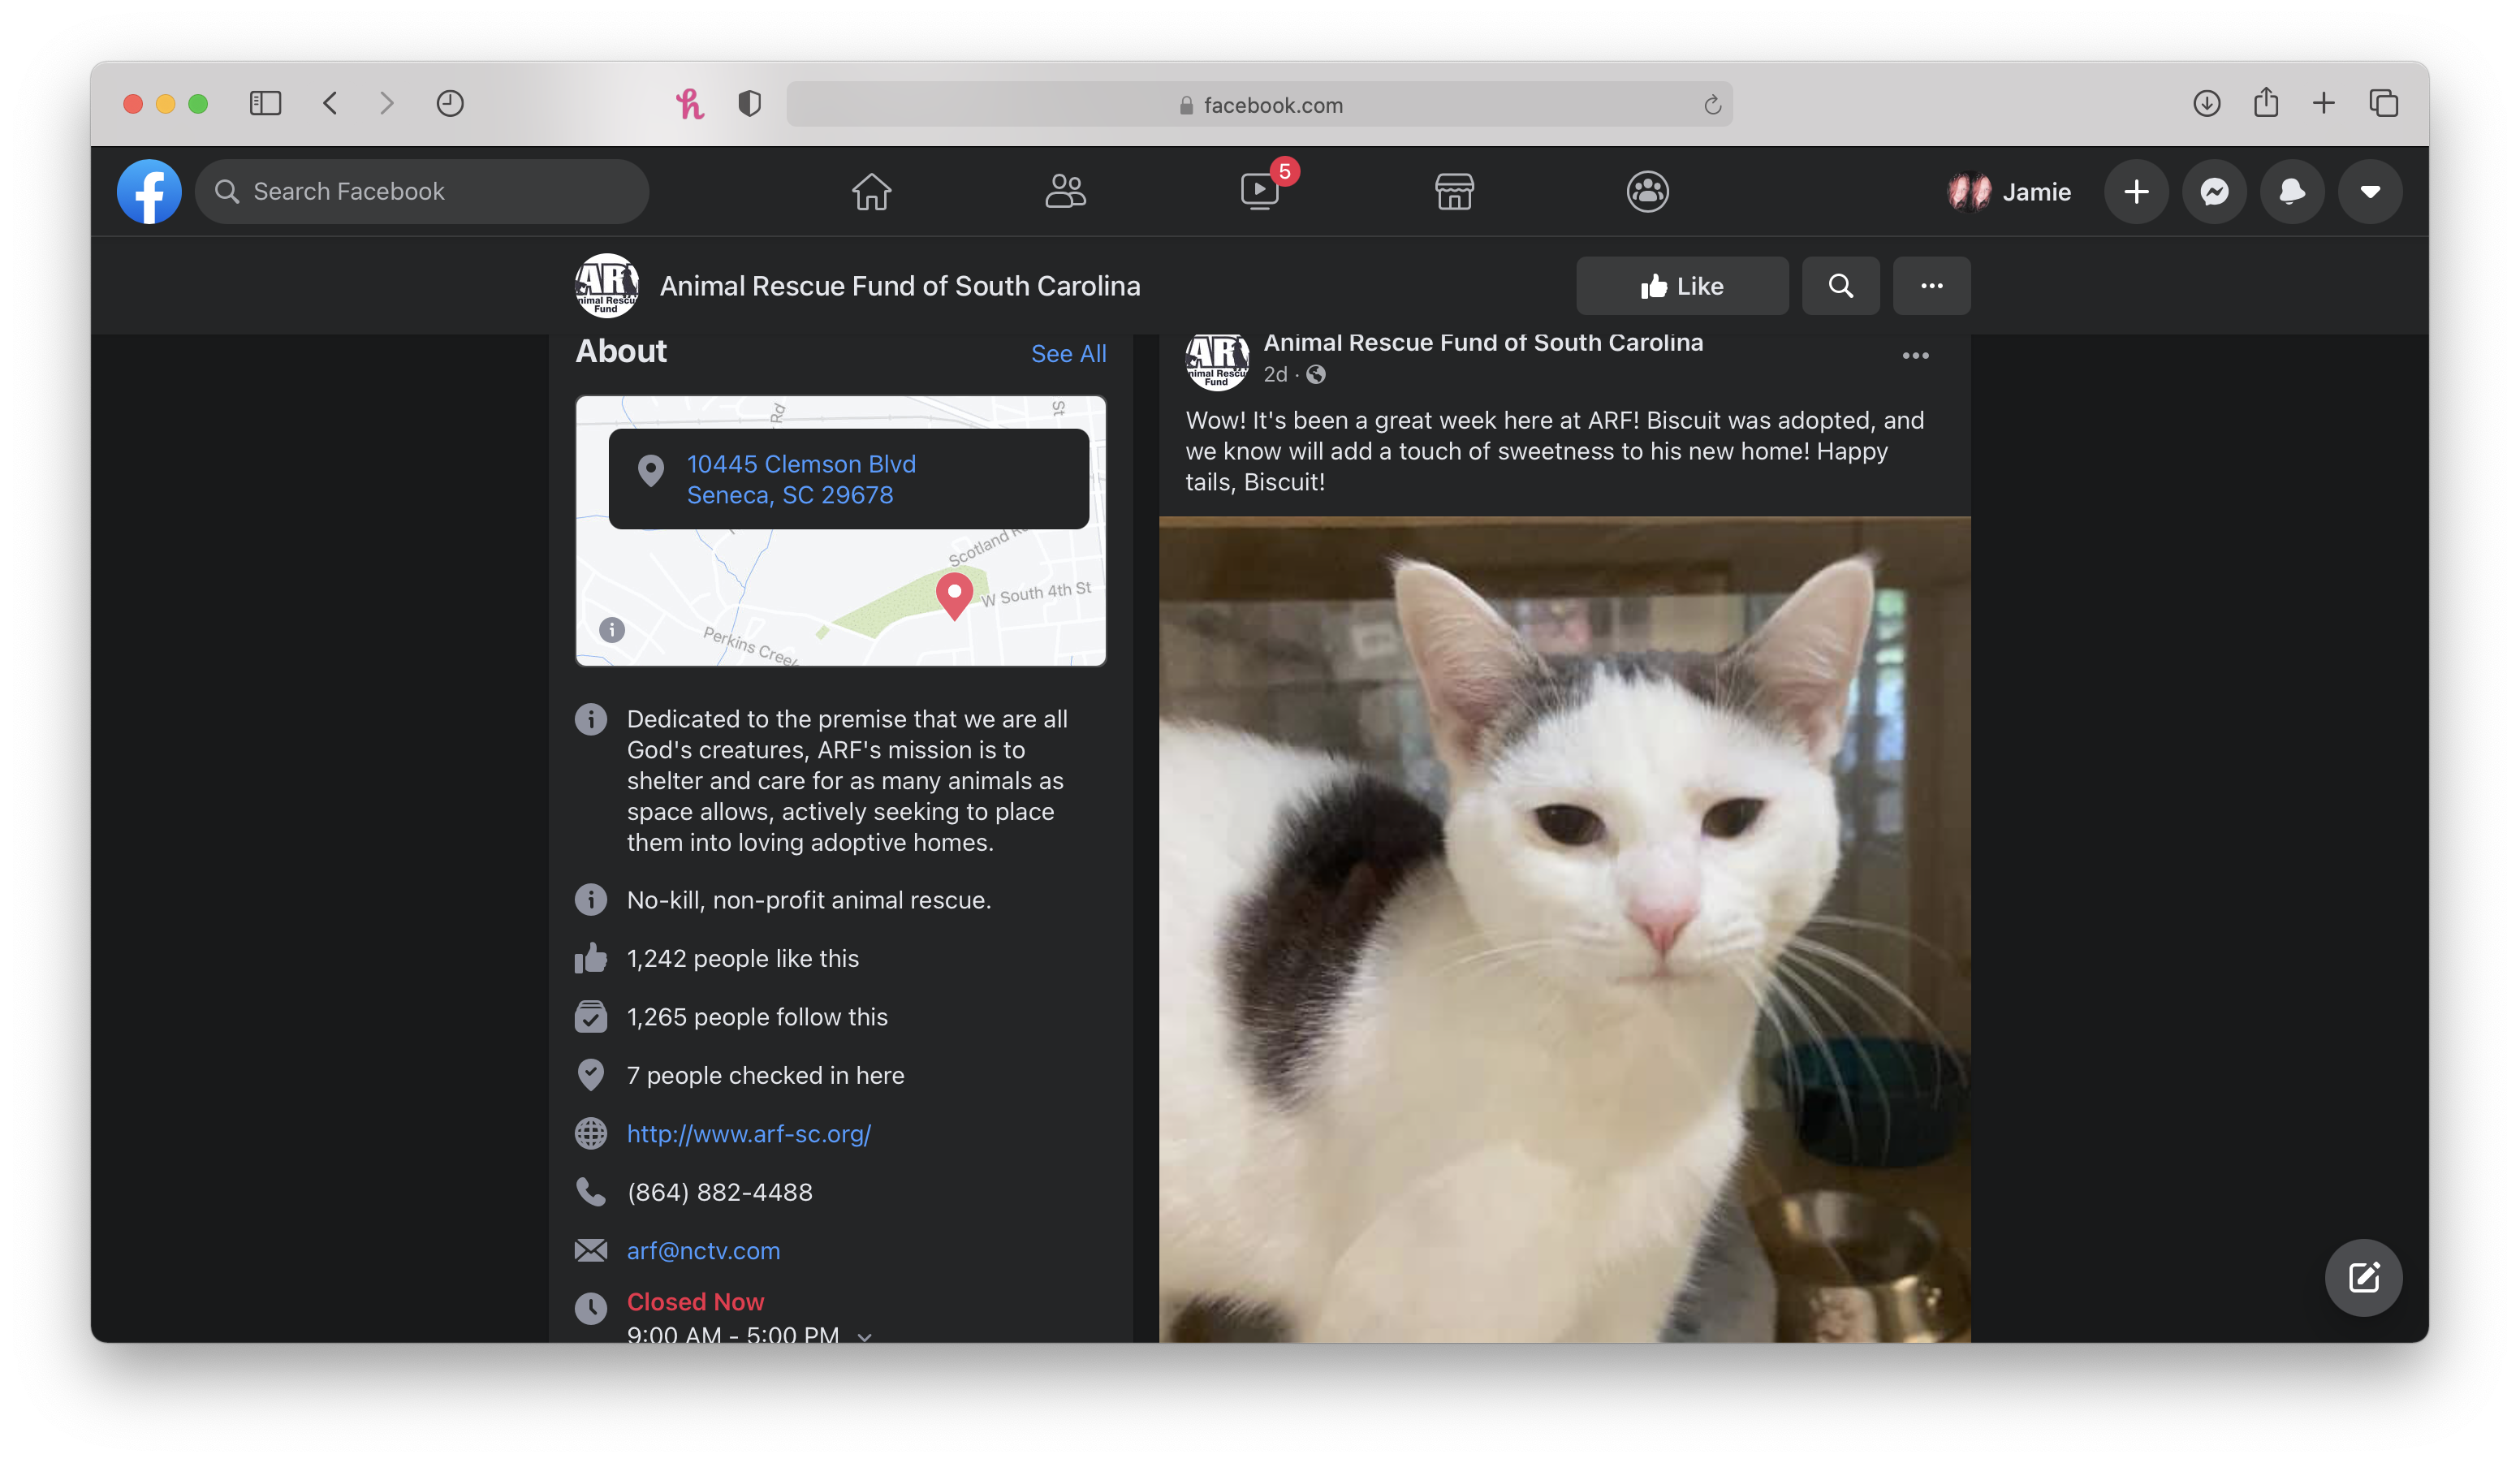 facebook.com
Search Facebook
5
Jamie
Animal Rescue Fund of South Carolina
Like
About
See All
Rd
St
10445 Clemson Blvd
Seneca, SC 29678
Scotland
W South 4th St
Perkins
Dedicated to the premise that we are all
God's creatures, ARF's mission is to
shelter and care for as many animals as
space allows, actively seeking to place
them into loving adoptive homes.
No-kill, non-profit animal rescue.
1,242 people like this
1,265 people follow this
7 people checked in here
http://www.arf-sc.org/
(864) 882-4488
arf@nctv.com
Closed Now
9:00 AM - 5:00 PM
Animal Rescue Fund of South Carolina
2d ·
Wow! It's been a great week here at ARF! Biscuit was adopted, and
we know will add a touch of sweetness to his new home! Happy
tails, Biscuit!